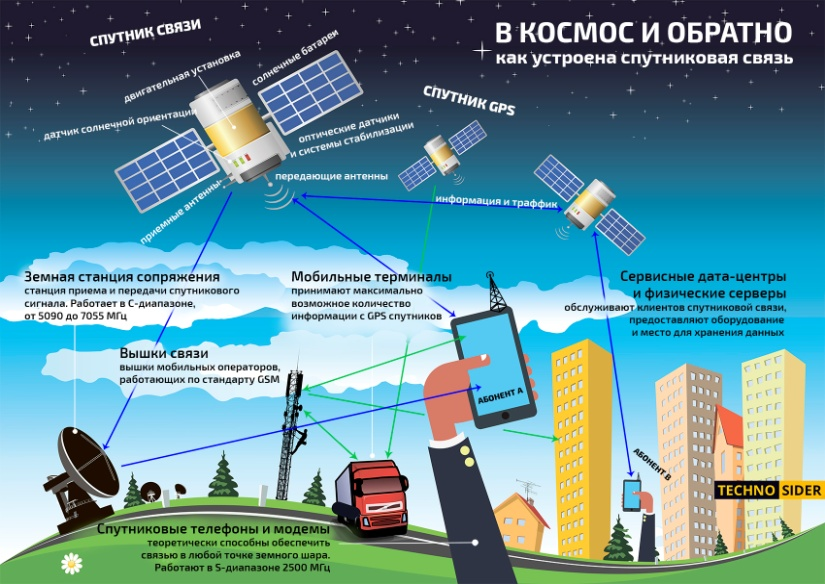 В КОСМОС И ОБРАТНО
как устроена спутниковая связь
СПУТНИК СВЯЗИ
двигательная установка
солнечные батареи
датчик солнечной ориентации
оптические датчики
и системы стабилизации
передающие антенны
приемные антенны
СПУТНИК GPS
информация и траффик
Земная станция сопряжения
станция приема и передачи спутникового
сигнала. Работает в С-диапазоне,
от 5090 до 7055 МГц
Мобильные терминалы
принимают максимально
возможное количество
информации с GPS спутников
Сервисные дата-центры
и физические серверы
обслуживают клиентов спутниковой связи,
предоставляют оборудование
и место для хранения данных
Вышки связи
вышки мобильных операторов,
работающих по стандарту GSM
АБОНЕНТ А
АБОНЕНТ В
TECHNO SIDER
Спутниковые телефоны и модемы
теоретически способны обеспечить
связью в любой точке земного шара.
Работают в S-диапазоне 2500 МГц